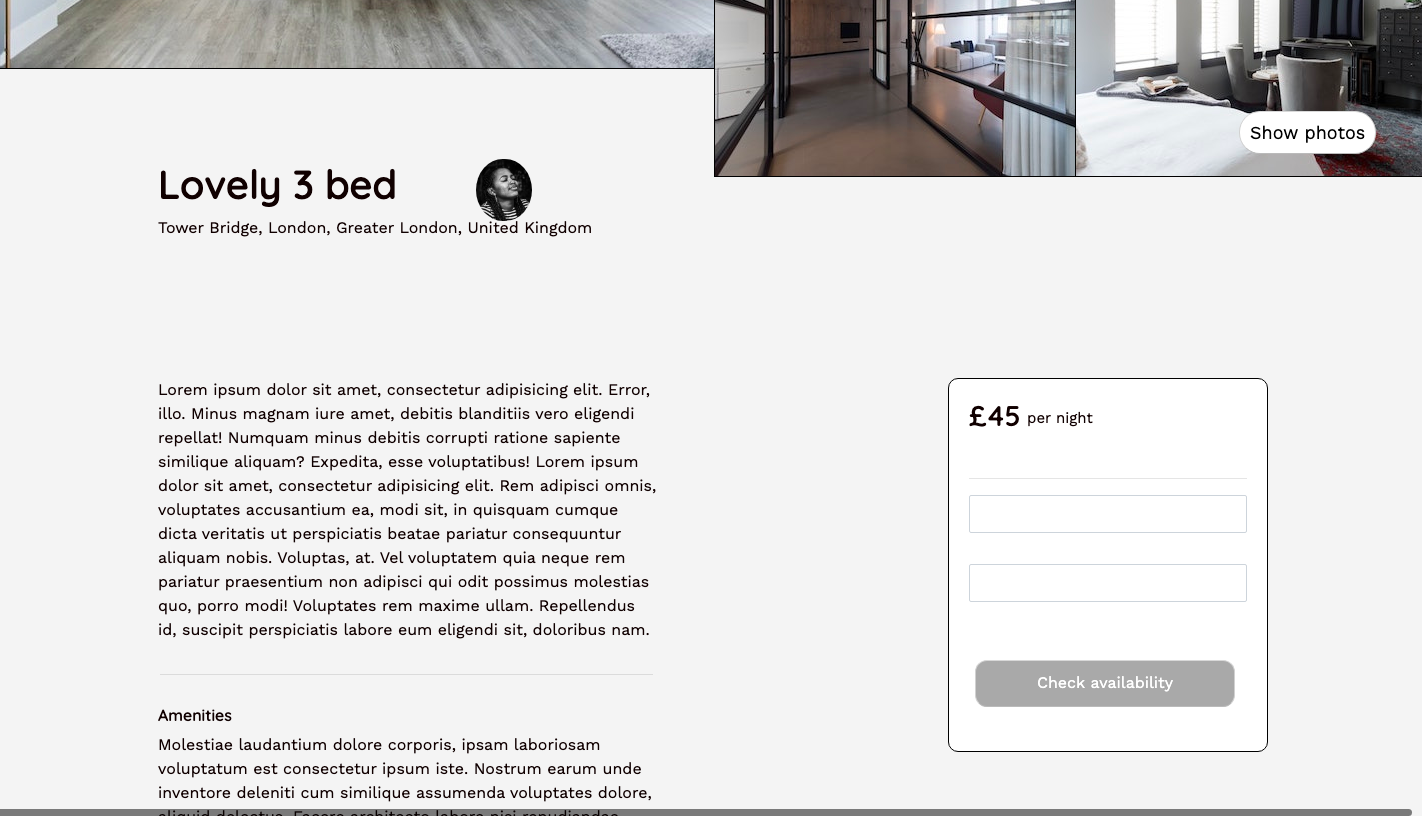 Show photos
Lovely 3 bed
Tower Bridge, London, Greater London, United Kingdom
Lorem ipsum dolor sit amet, consectetur adipisicing elit. Error,
illo. Minus magnam iure amet, debitis blanditiis vero eligendi
repellat! Numquam minus debitis corrupti ratione sapiente
similique aliquam? Expedita, esse voluptatibus! Lorem ipsum
dolor sit amet, consectetur adipisicing elit. Rem adipisci omnis,
voluptates accusantium ea, modi sit, in quisquam cumque
dicta veritatis ut perspiciatis beatae pariatur consequuntur
aliquam nobis. Voluptas, at. Vel voluptatem quia neque rem
pariatur praesentium non adipisci qui odit possimus molestias
quo, porro modi! Voluptates rem maxime ullam. Repellendus
id, suscipit perspiciatis labore eum eligendi sit, doloribus nam.
Amenities
Molestiae laudantium dolore corporis, ipsam laboriosam
voluptatum est consectetur ipsum iste. Nostrum earum unde
inventore deleniti cum similique assumenda voluptates dolore,
£45 per night
Check availability